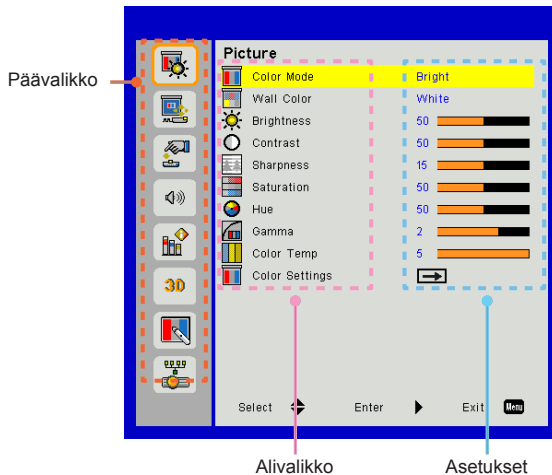 Picture
Päävalikko
Color Mode Bright
Wall Color White
Brightness 50
Contrast 50
Sharpness 15
Saturation 50
Hue 50
Gamma 2
Color Temp 5
Color Settings
3D
Select Enter Exit Menu
Alivalikko Asetukset